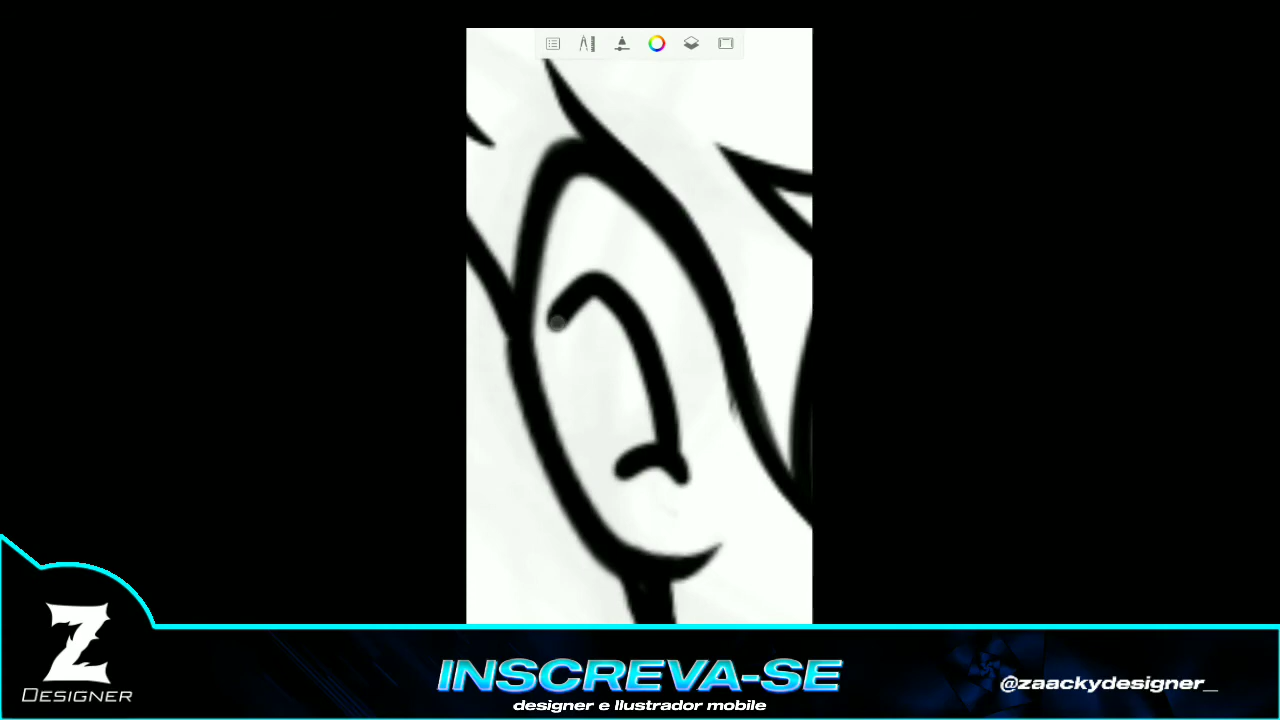 Z
DESIGNER
INSCREVA-SE
designer e Ilustrador mobile
@zaackydesigner_